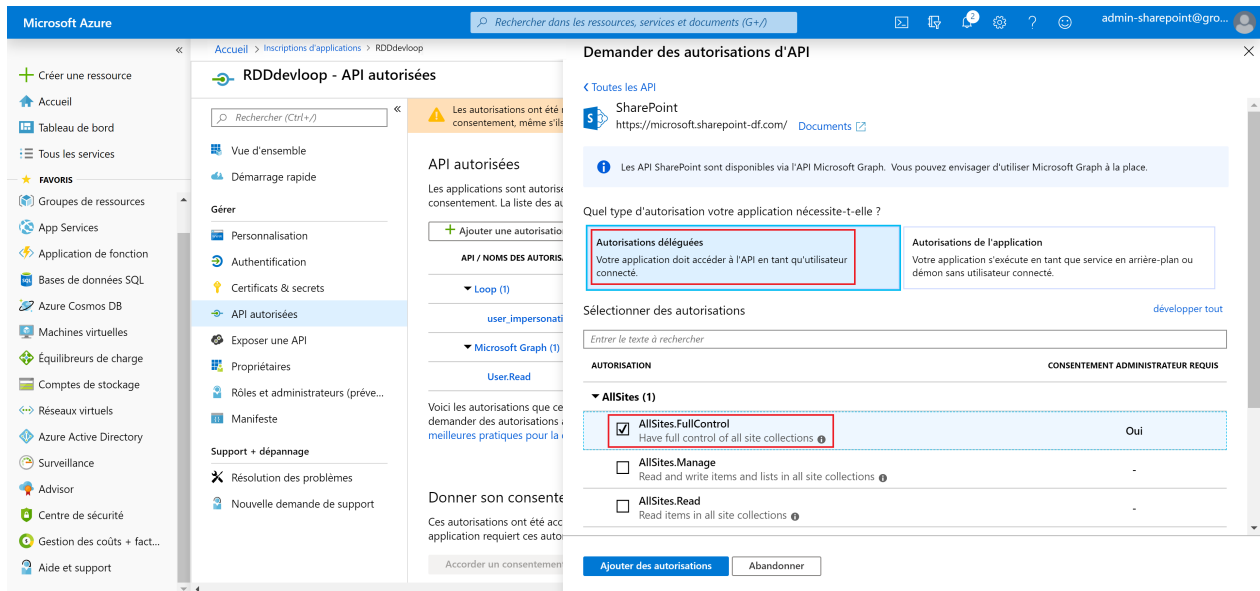 Microsoft Azure
Rechercher dans les ressources, services et documents (G+/)
2
admin-sharepoint@gro...
Créer une ressource
Accueil
Tableau de bord
Tous les services
FAVORIS
Groupes de ressources
App Services
Application de fonction
Bases de données SQL
Azure Cosmos DB
Machines virtuelles
Équilibreurs de charge
Comptes de stockage
Réseaux virtuels
Azure Active Directory
Surveillance
Advisor
Centre de sécurité
Gestion des coûts + fact...
Aide et support
Accueil > Inscriptions d'applications > RDDdevloop
RDDdevloop - API autorisées
Rechercher (Ctrl+/)
Vue d'ensemble
Démarrage rapide
Gérer
Personnalisation
Authentification
Certificats & secrets
API autorisées
Exposer une API
Propriétaires
Rôles et administrateurs (préve...
Manifeste
Support + dépannage
Résolution des problèmes
Nouvelle demande de support
Les autorisations ont été
consentement, même s'ils
API autorisées
Les applications sont autorise
consentement. La liste des au
Ajouter une autorisatio
API / NOMS DES AUTORISA
Loop (1)
user_impersonati
Microsoft Graph (1)
User.Read
Voici les autorisations que ce
demander des autorisations
meilleures pratiques pour la
Donner son consente
Ces autorisations ont été acc
application requiert ces auto
Accorder un consentemen
Demander des autorisations d'API
Toutes les API
SharePoint
https://microsoft.sharepoint-df.com/ Documents
Les API SharePoint sont disponibles via l'API Microsoft Graph. Vous pouvez envisager d'utiliser Microsoft Graph à la place.
Quel type d'autorisation votre application nécessite-t-elle ?
Autorisations déléguées
Votre application doit accéder à l'API en tant qu'utilisateur
connecté.
Autorisations de l'application
Votre application s'exécute en tant que service en arrière-plan ou
démon sans utilisateur connecté.
Sélectionner des autorisations
développer tout
Entrer le texte à rechercher
AUTORISATION CONSENTEMENT ADMINISTRATEUR REQUIS
AllSites (1)
AllSites.FullControl
Have full control of all site collections
Oui
AllSites.Manage
Read and write items and lists in all site collections
-
AllSites.Read
Read items in all site collections
-
Ajouter des autorisations
Abandonner